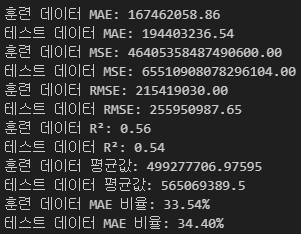 훈련 데이터 MAE: 167462058.86
테스트 데이터 MAE: 194403236.54
훈련 데이터 MSE: 46405358487490600.00
테스트 데이터 MSE: 65510908078296104.00
훈련 데이터 RMSE: 215419030.00
테스트 데이터 RMSE: 255950987.65
훈련 데이터 R²: 0.56
테스트 데이터 R²: 0.54
훈련 데이터 평균값: 499277706.97595
테스트 데이터 평균값: 565069389.5
훈련 데이터 MAE 비율: 33.54%
테스트 데이터 MAE 비율: 34.40%